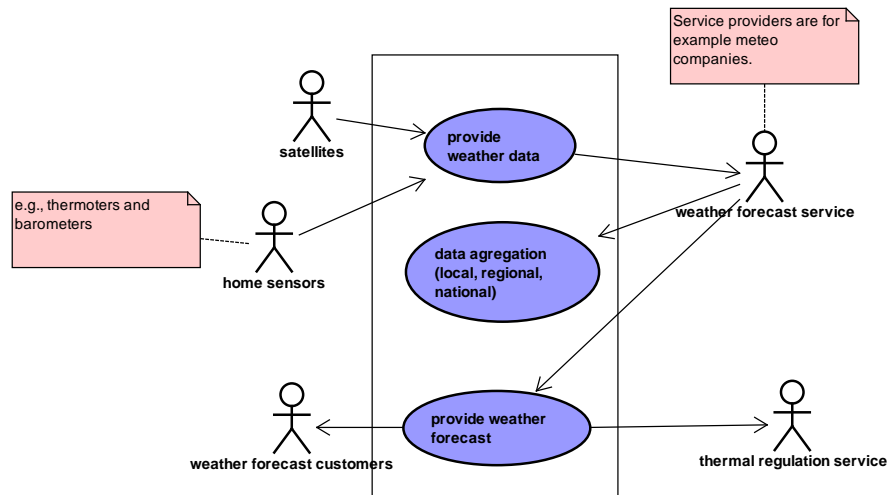 Service providers are for
example meteo
companies.
satellites
provide
weather data
weather forecast service
e.g., thermoters and
barometers
home sensors
data agregation
(local, regional,
national)
provide weather
forecast
weather forecast customers
thermal regulation service